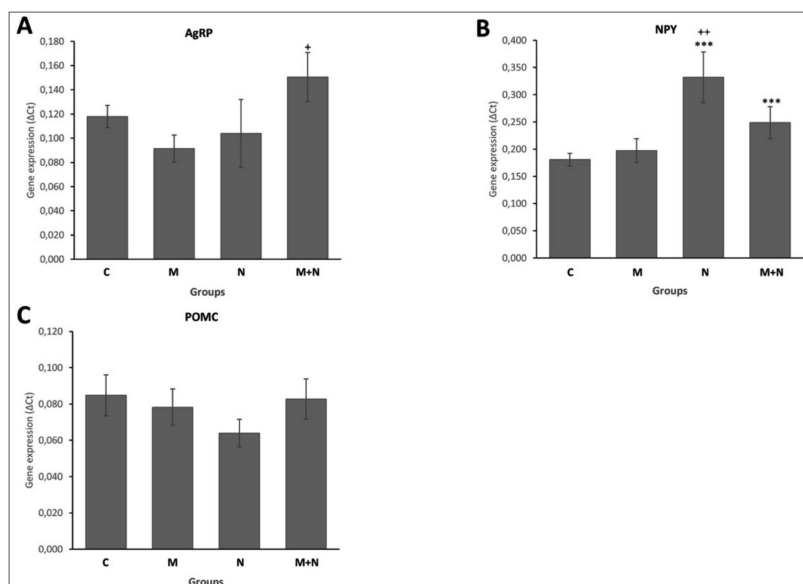 A
AgRP
Gene expression (ΔCt)
0,180
0,160
0,140
0,120
0,100
0,080
0,060
0,040
0,020
0,000
+
C M N M+N
Groups
B
NPY
Gene expression (ΔCt)
0,400
0,350
0,300
0,250
0,200
0,150
0,100
0,050
0,000
++
***
***
C M N M+N
Groups
C
POMC
Gene expression (ΔCt)
0,120
0,100
0,080
0,060
0,040
0,020
0,000
C M N M+N
Groups